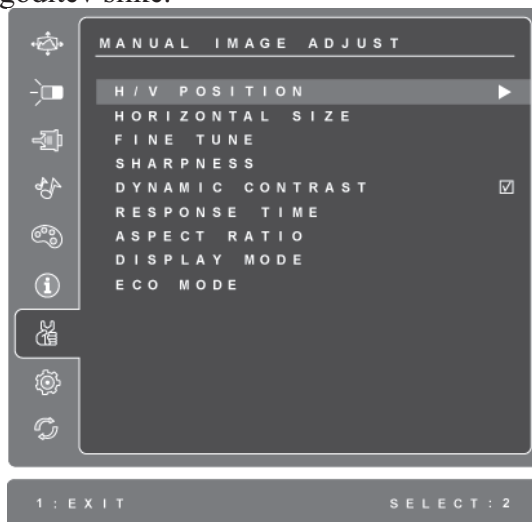 MANUAL IMAGE ADJUST
H/V POSITION
HORIZONTAL SIZE
FINE TUNE
SHARPNESS
DYNAMIC CONTRAST
RESPONSE TIME
ASPECT RATIO
DISPLAY MODE
ECO MODE
1:EXIT SELECT:2